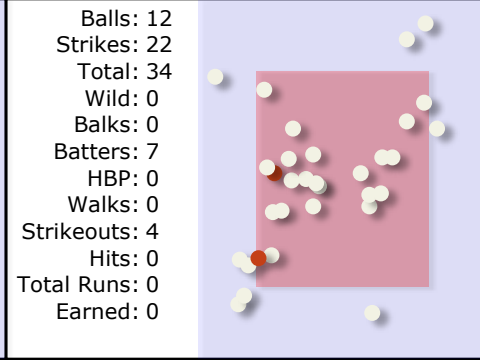 Balls: 12
Strikes: 22
Total: 34
Wild: 0
Balks: 0
Batters: 7
HBP: 0
Walks: 0
Strikeouts: 4
Hits: 0
Total Runs: 0
Earned: 0